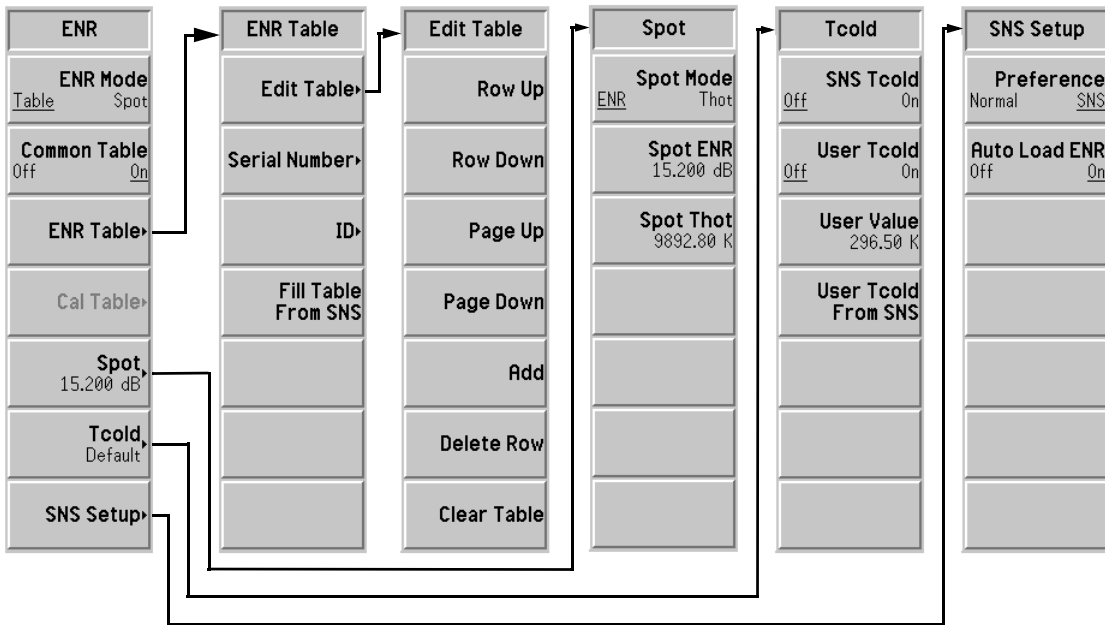 ENR
ENR Mode
Table Spot
Common Table
Off On
ENR Table
Cal Table
Spot
15.200 dB
Tcold
Default
SNS Setup
ENR Table
Edit Table
Serial Number
ID
Fill Table
From SNS
Edit Table
Row Up
Row Down
Page Up
Page Down
Add
Delete Row
Clear Table
Spot
Spot Mode
ENR Thot
Spot ENR
15.200 dB
Spot Thot
9892.80 K
Tcold
SNS Tcold
Off On
User Tcold
Off On
User Value
296.50 K
User Tcold
From SNS
SNS Setup
Preference
Normal SNS
Auto Load ENR
Off On